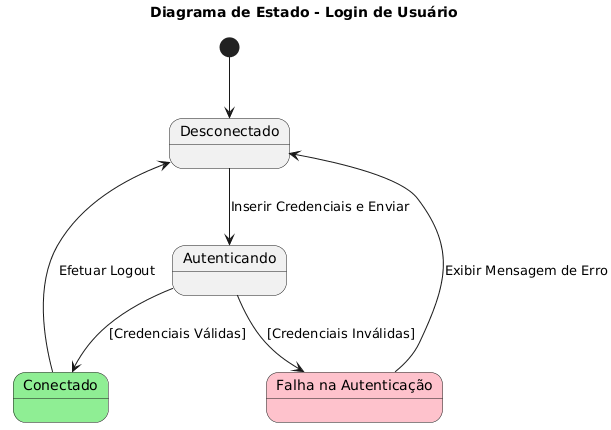 Diagrama de Estado - Login de Usuário
Desconectado
Inserir Credenciais e Enviar
Autenticando
Efetuar Logout
Exibir Mensagem de Erro
[Credenciais Válidas]
[Credenciais Inválidas]
Conectado
Falha na Autenticação